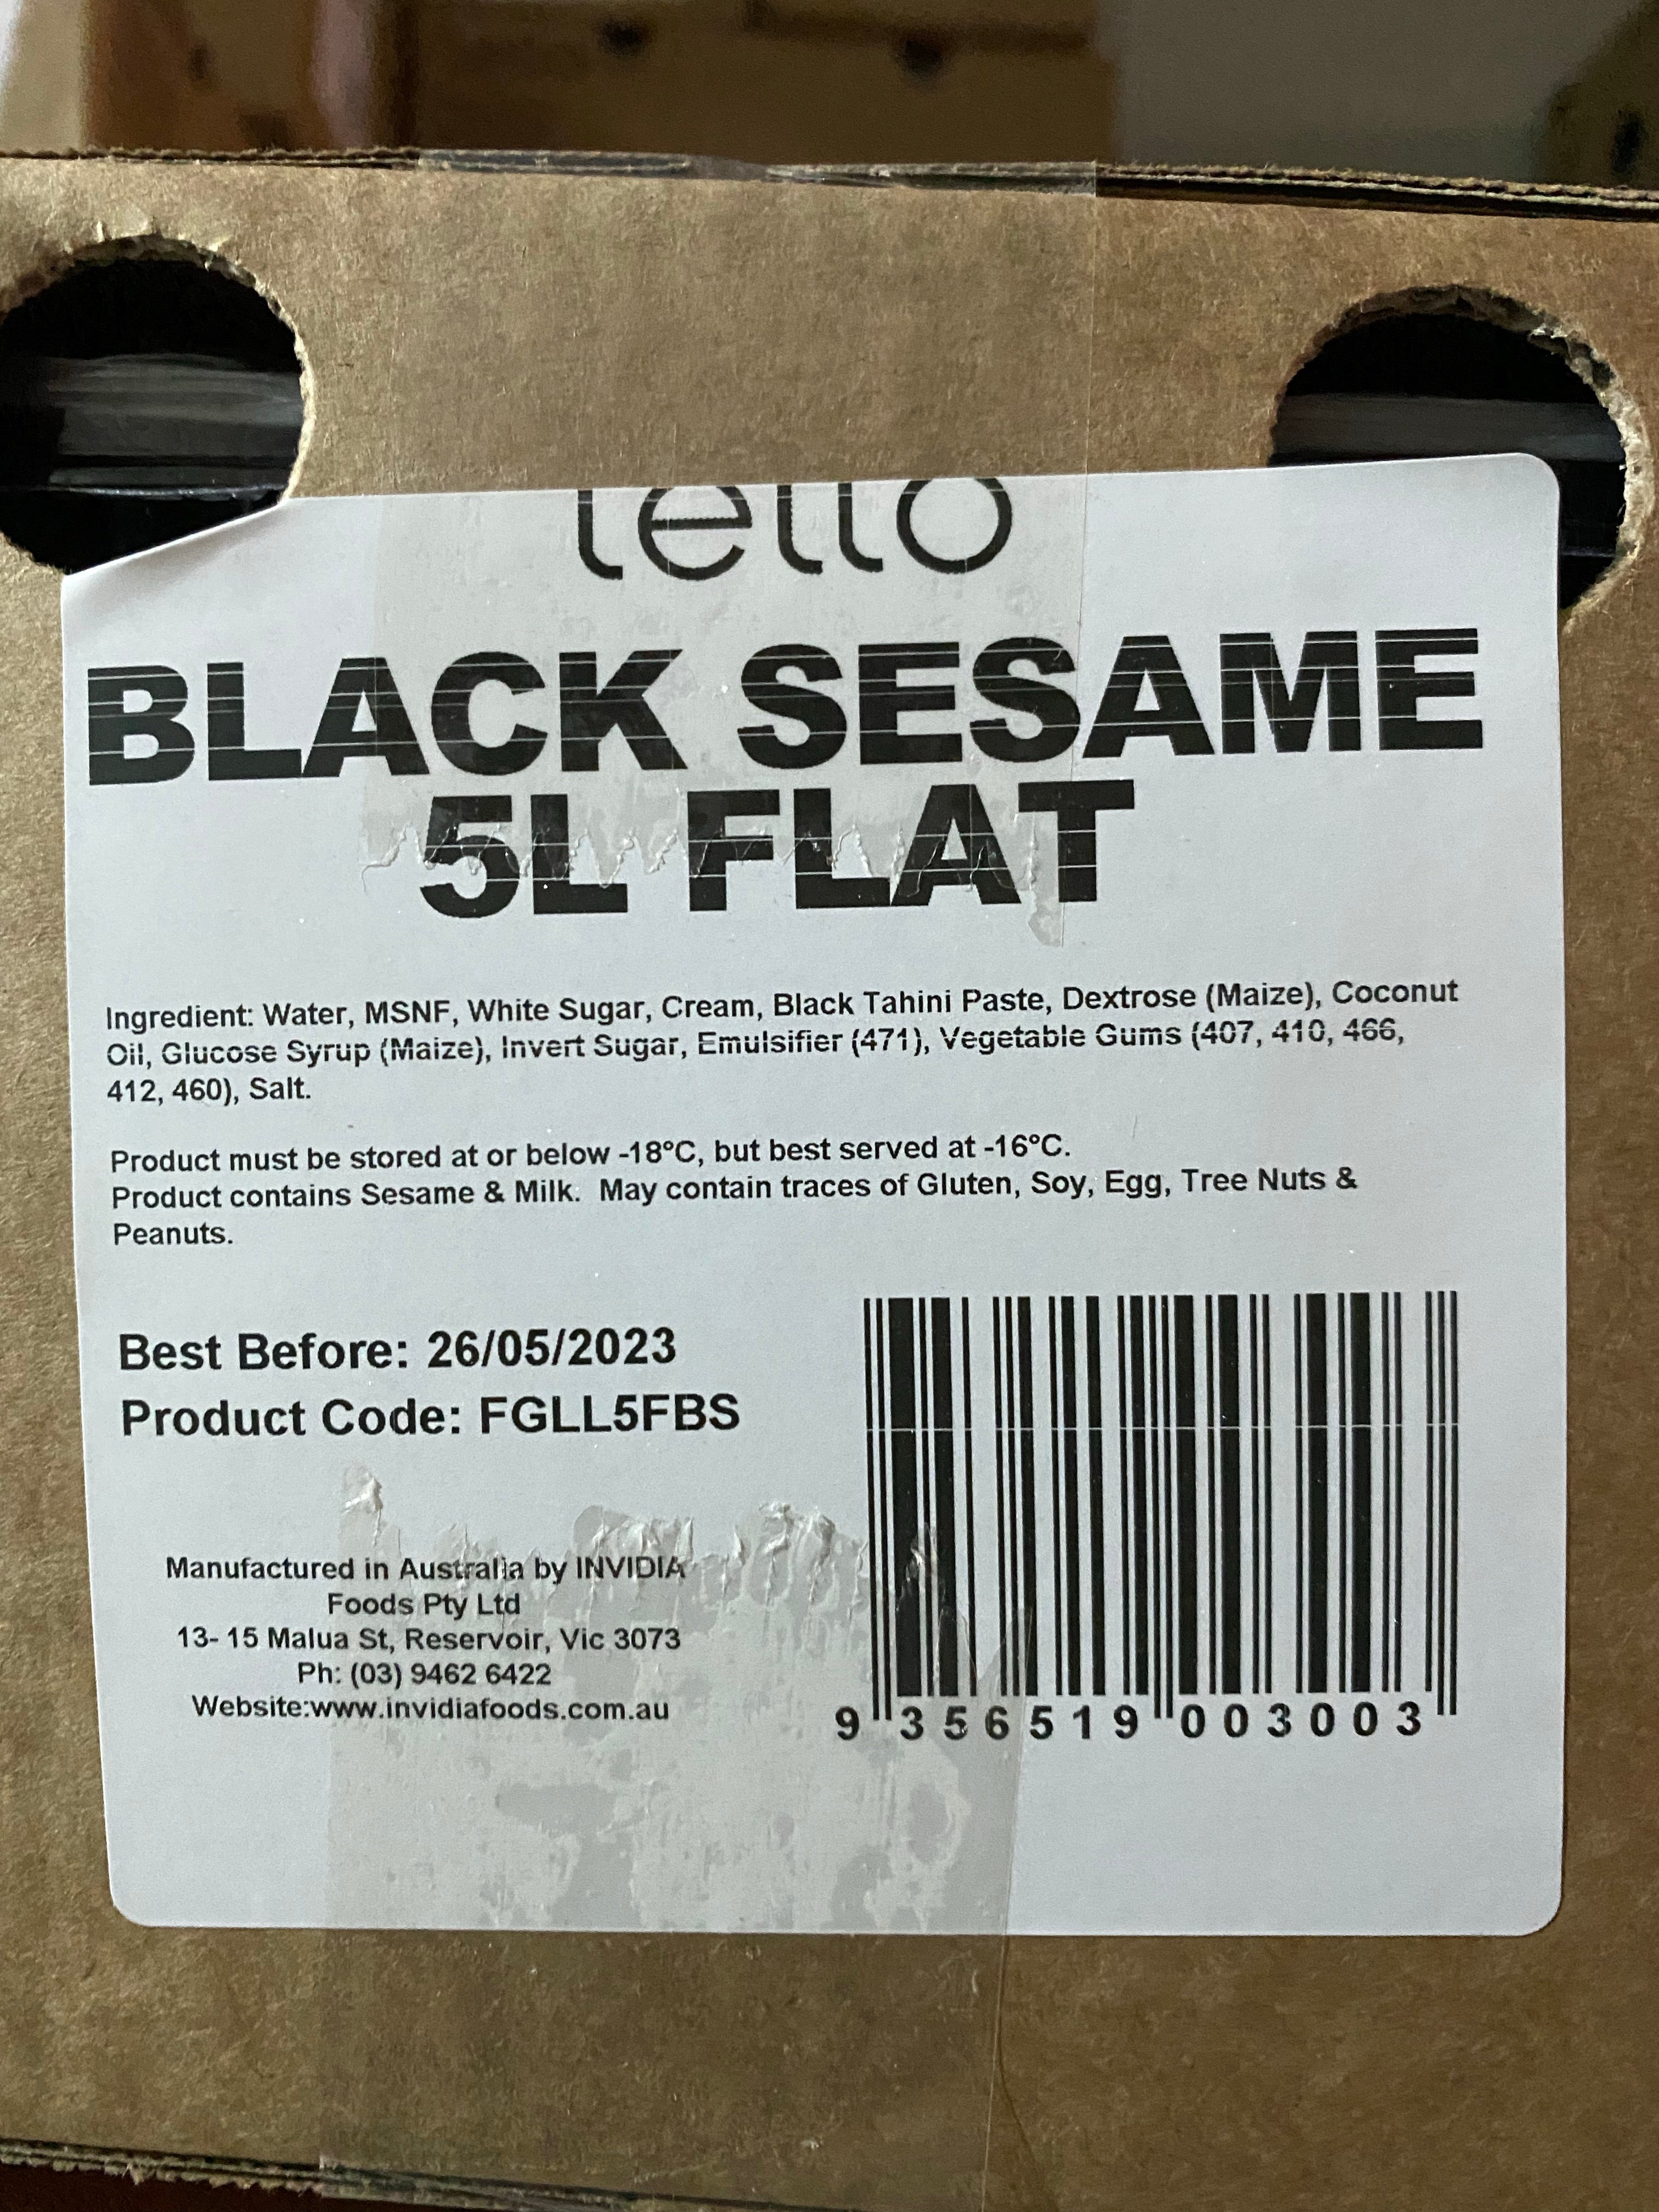 lello
BLACK SESAME
5L FLAT
Ingredient: Water, MSNF, White Sugar, Cream, Black Tahini Paste, Dextrose (Maize), Coconut
Oil, Glucose Syrup (Maize), Invert Sugar, Emulsifier (471), Vegetable Gums (407, 410, 466,
412, 460), Salt.
Product must be stored at or below -18°C, but best served at -16°C.
Product contains Sesame & Milk. May contain traces of Gluten, Soy, Egg, Tree Nuts &
Peanuts.
Best Before: 26/05/2023
Product Code: FGLL5FBS
Manufactured in Australia by INVIDIA
Foods Pty Ltd
13- 15 Malua St, Reservoir, Vic 3073
Ph: (03) 9462 6422
Website:www.invidiafoods.com.au
9 356519 003003